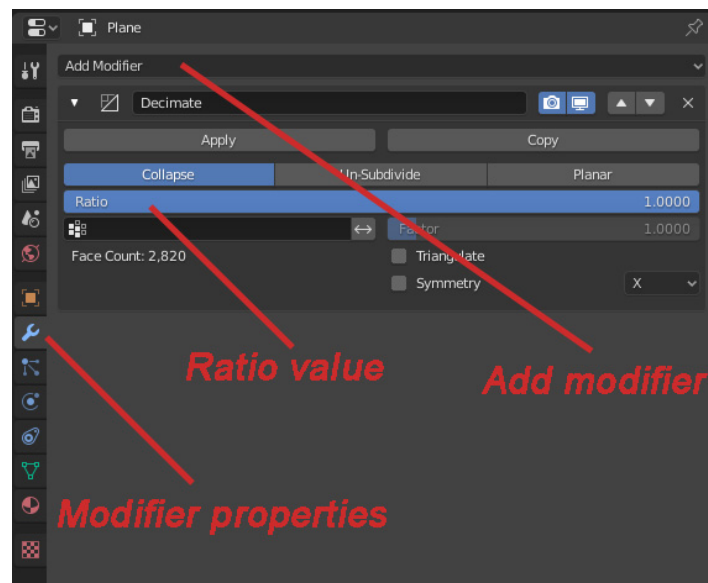 Plane
Add Modifier
Decimate
Apply Copy
Collapse Un-Subdivide Planar
Ratio 1.0000
Factor 1.0000
Face Count: 2,820 Triangulate
Symmetry X
Ratio value
Add modifier
Modifier properties